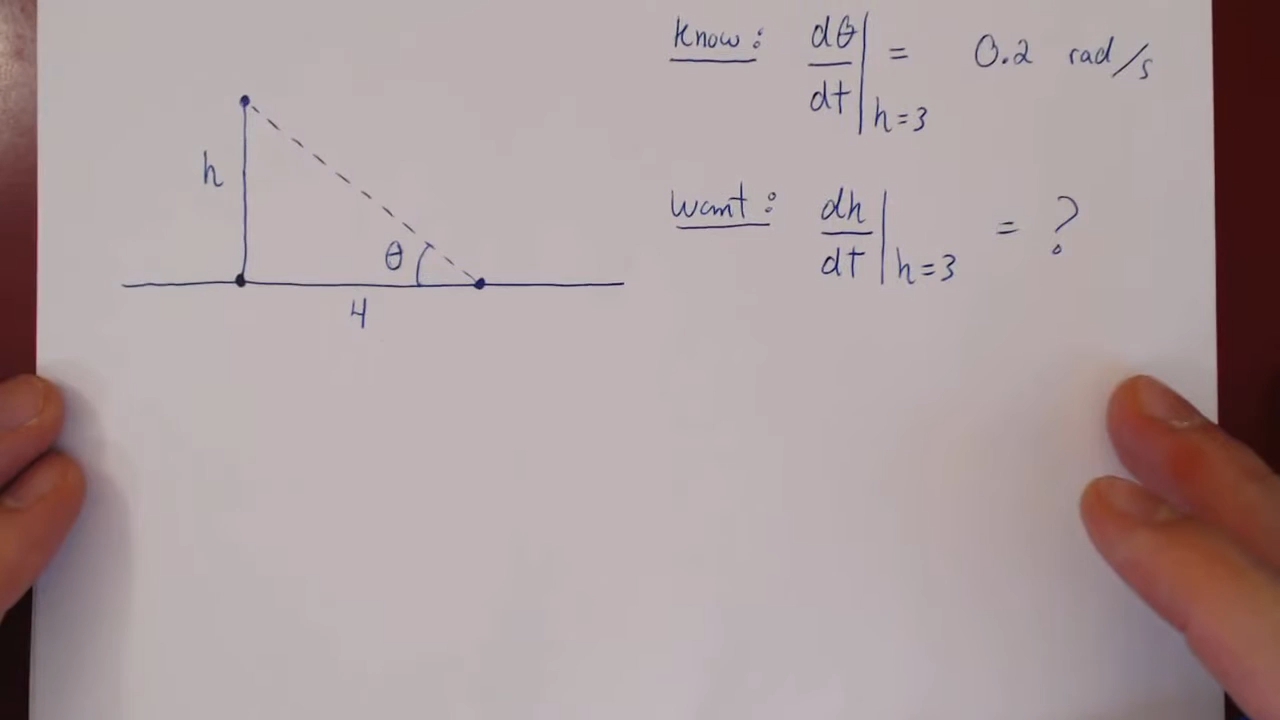 Know: dθ/dt |h=3 = 0.2 rad/s
h
Want: dh/dt |h=3 = ?
θ
4